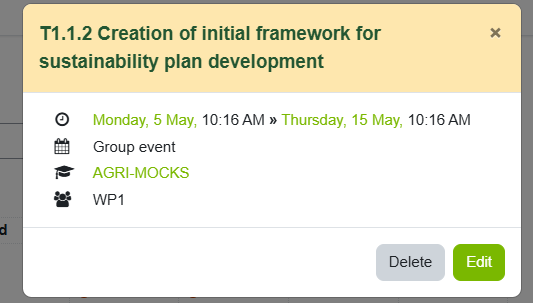 T1.1.2 Creation of initial framework for
sustainability plan development
×
Monday, 5 May, 10:16 AM » Thursday, 15 May, 10:16 AM
Group event
AGRI-MOCKS
WP1
d
Delete
Edit